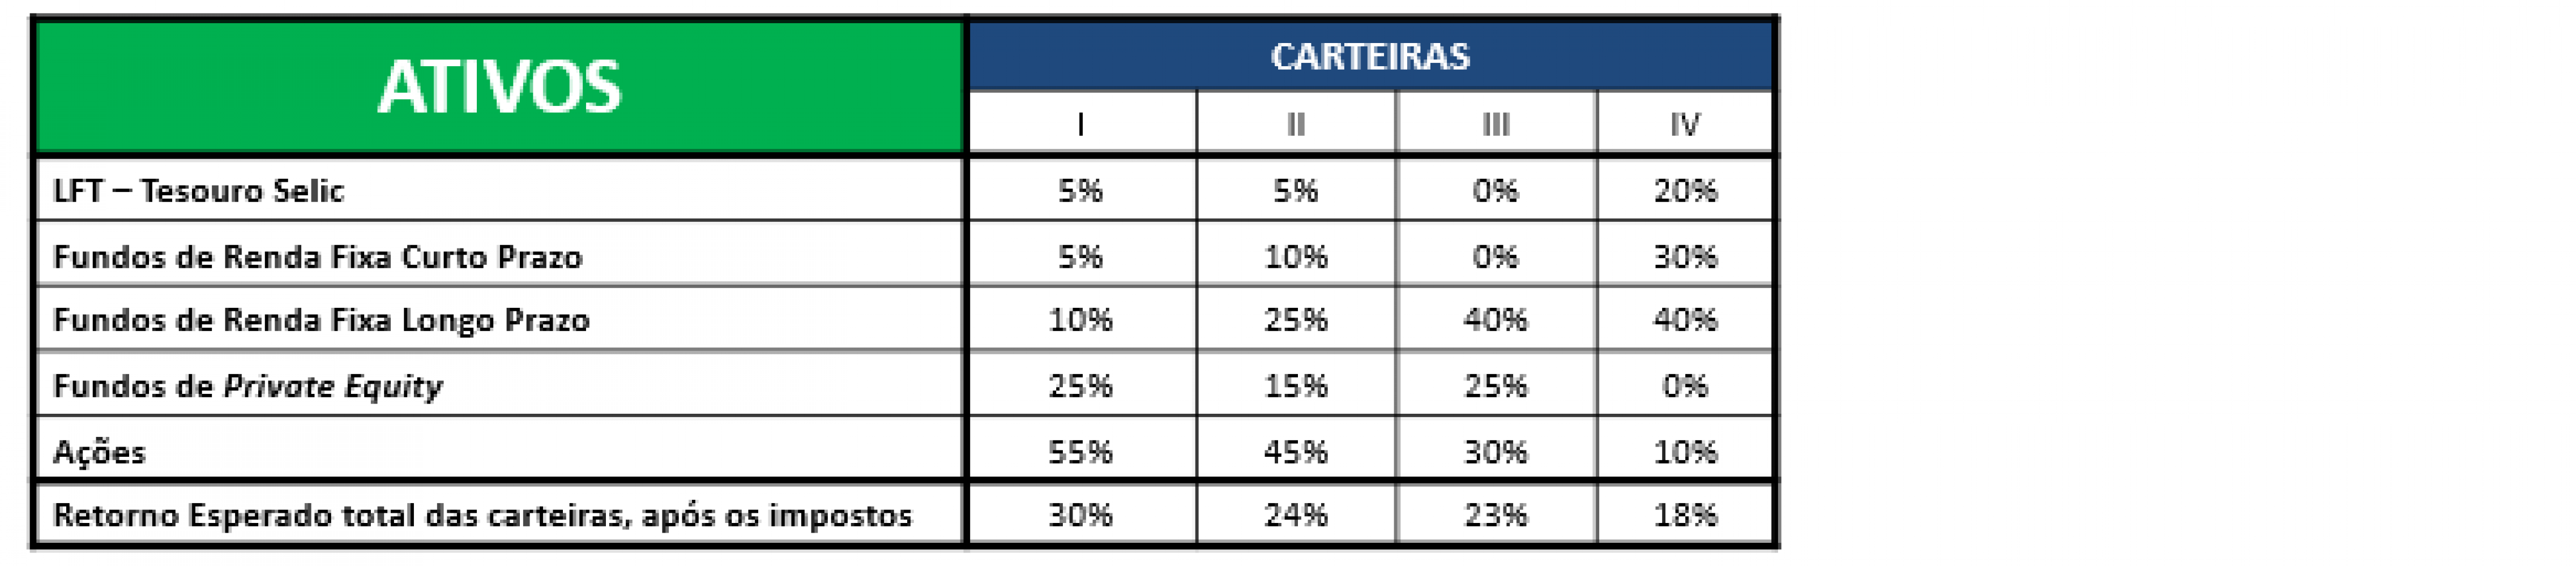 ATIVOS
CARTEIRAS
I II III IV
LFT – Tesouro Selic 5% 5% 0% 20%
Fundos de Renda Fixa Curto Prazo 5% 10% 0% 30%
Fundos de Renda Fixa Longo Prazo 10% 25% 40% 40%
Fundos de Private Equity 25% 15% 25% 0%
Ações 55% 45% 30% 10%
Retorno Esperado total das carteiras, após os impostos 30% 24% 23% 18%